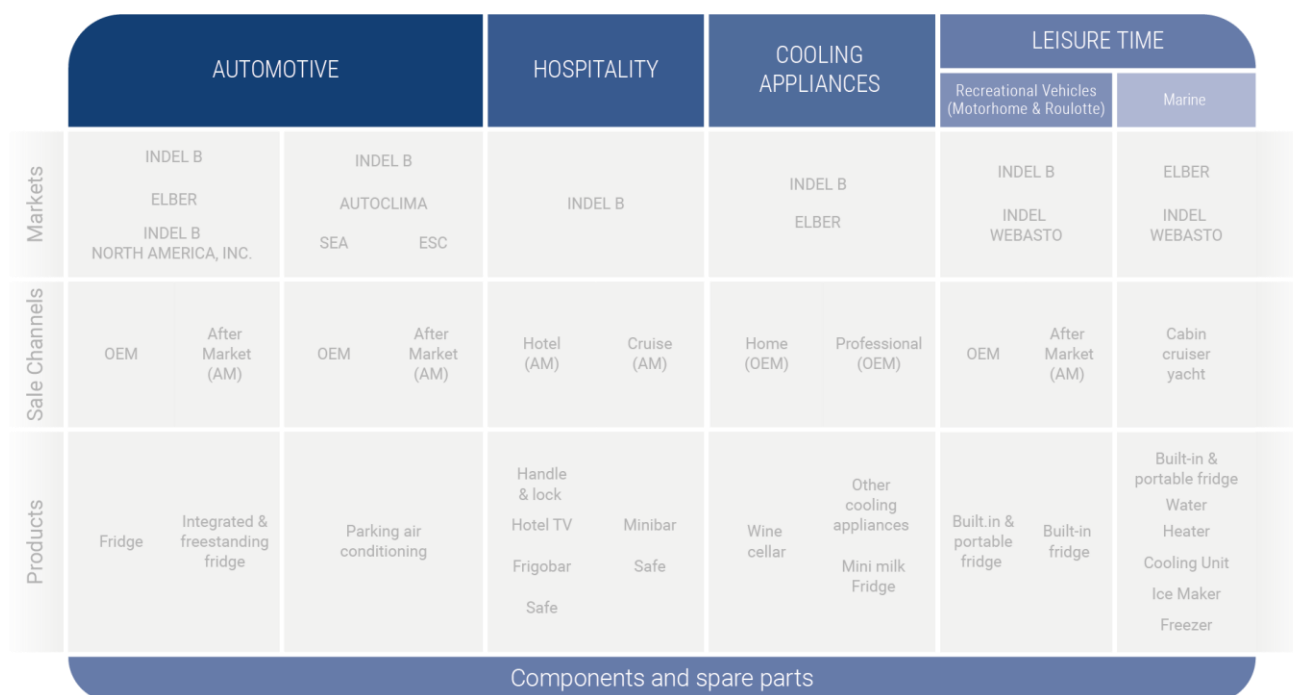 AUTOMOTIVE
HOSPITALITY
COOLING
APPLIANCES
LEISURE TIME
Recreational Vehicles
(Motorhome & Roulotte)
Marine
Markets
INDEL B
ELBER
INDEL B
NORTH AMERICA, INC.
INDEL B
AUTOCLIMA
SEA
ESC
INDEL B
INDEL B
ELBER
INDEL B
INDEL
WEBASTO
ELBER
INDEL
WEBASTO
Sale Channels
OEM
After
Market
(AM)
OEM
After
Market
(AM)
Hotel
(AM)
Cruise
(AM)
Home
(OEM)
Professional
(OEM)
OEM
After
Market
(AM)
Cabin
cruiser
yacht
Products
Fridge
Integrated &
freestanding
fridge
Parking air
conditioning
Handle
& lock
Hotel TV
Frigobar
Safe
Minibar
Safe
Wine
cellar
Other
cooling
appliances
Mini milk
Fridge
Built.in &
portable
fridge
Built-in
fridge
Built-in &
portable fridge
Water
Heater
Cooling Unit
Ice Maker
Freezer
Components and spare parts